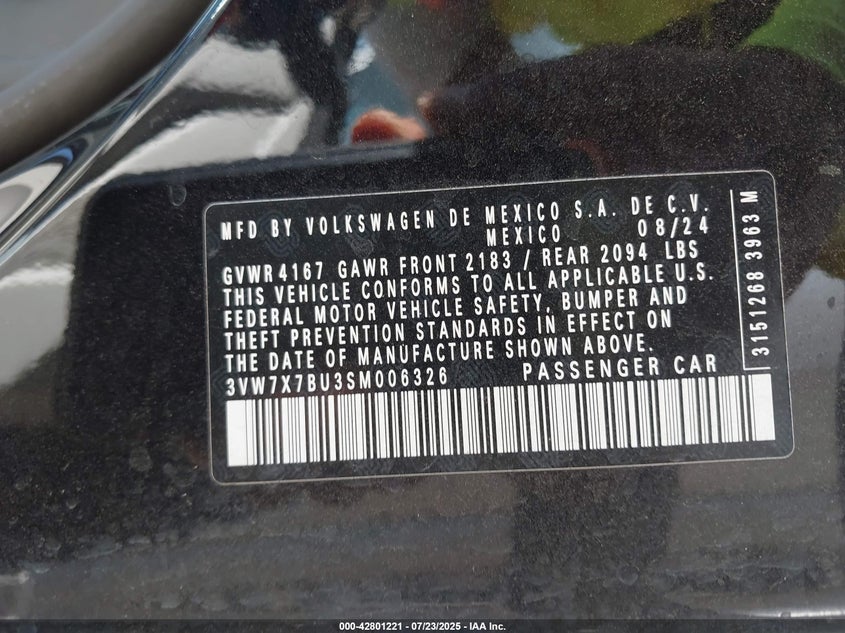 MFD BY VOLKSWAGEN DE MEXICO S.A. DE C.V.
MEXICO 08/24
GVWR 4167 GAWR FRONT 2183 / REAR 2094 LBS
THIS VEHICLE CONFORMS TO ALL APPLICABLE U.S.
FEDERAL MOTOR VEHICLE SAFETY, BUMPER AND
THEFT PREVENTION STANDARDS IN EFFECT ON
THE DATE OF MANUFACTURE SHOWN ABOVE.
3VW7X7BU3SM006326 PASSENGER CAR
3151268 3963 M
000-42801221 | 07/23/2025 - IAA Inc.